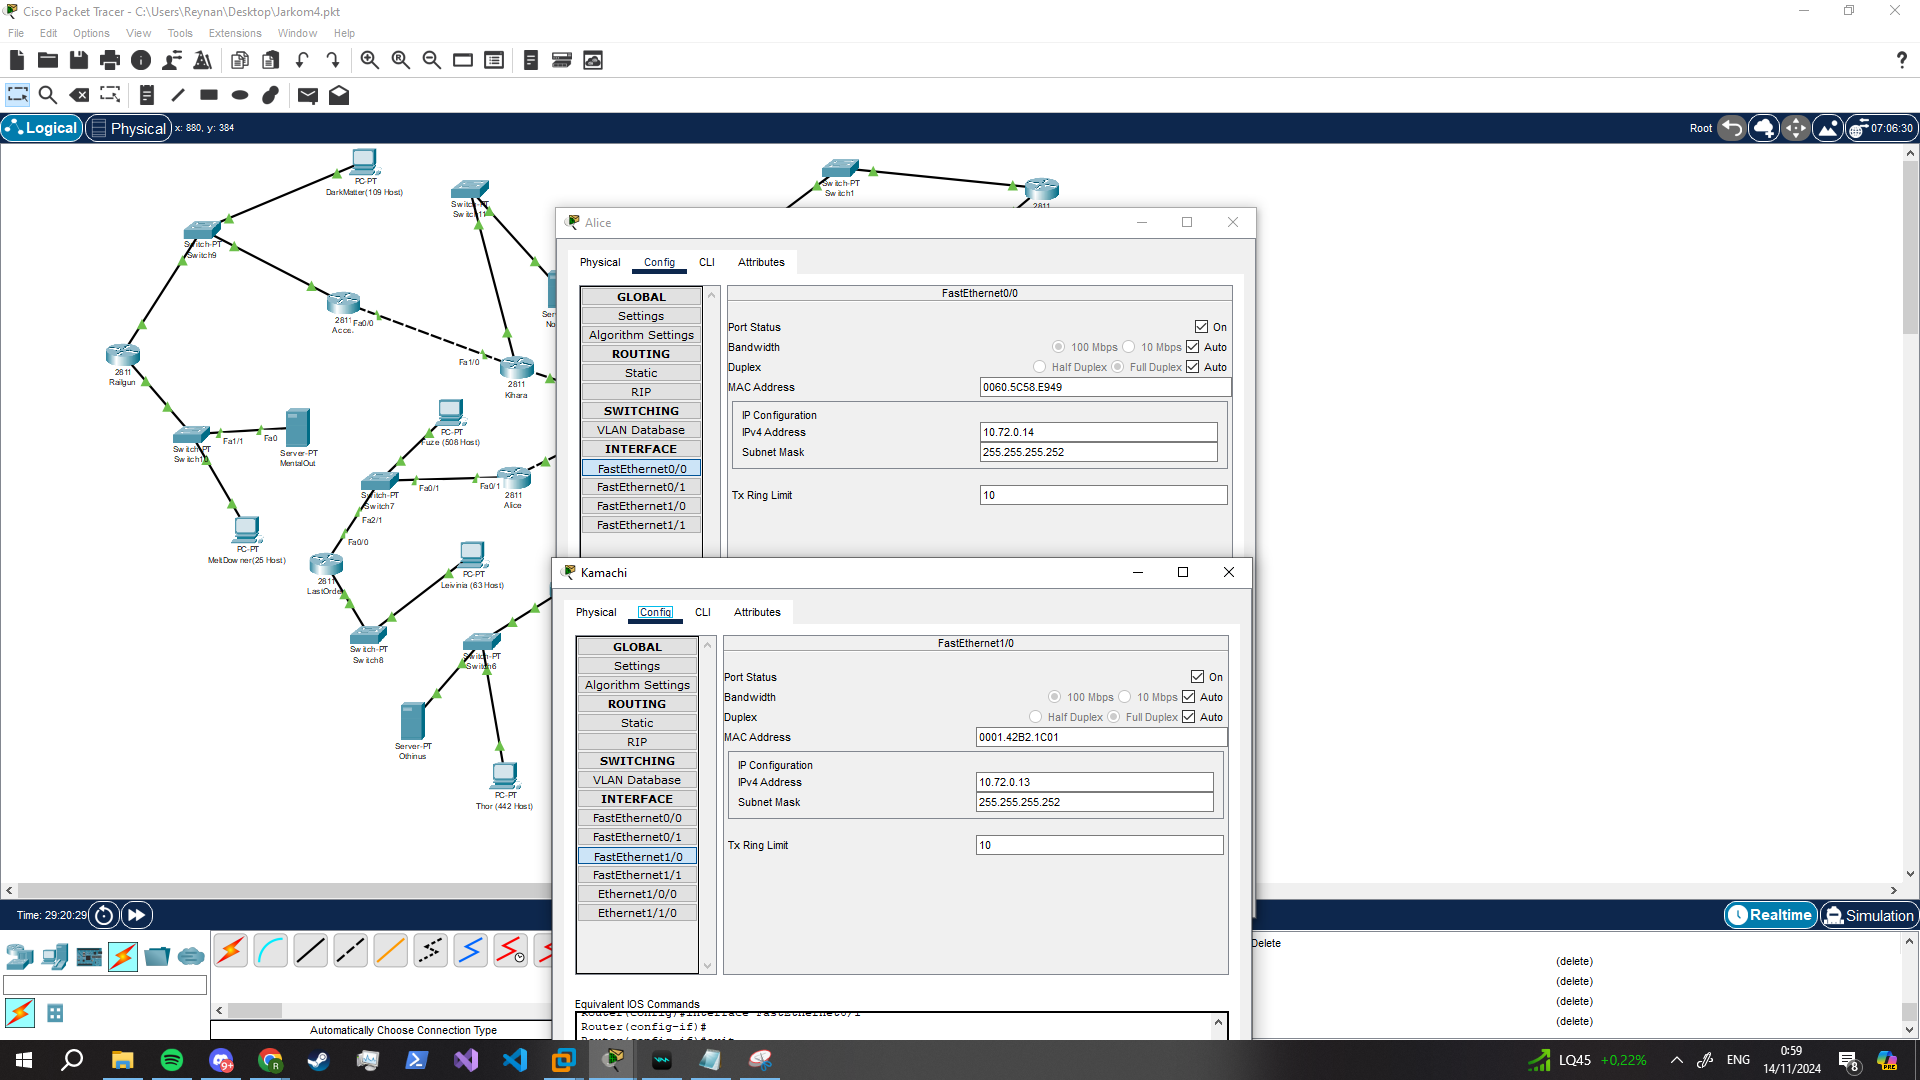 Cisco Packet Tracer - C:\Users\Reynan\Desktop\Jarkom4.pkt
File Edit Options View Tools Extensions Window Help
?
Logical Physical x: 880, y: 384
Root 07:06:30
PC-PT
DarkMatter(109 Host)
Switch-PT
Switch9
Switch-PT
Switch11
Switch-PT
Switch1
2811
2811
Fa0/0
Fa1/0
2811
Kihara
2811
Railgun
Switch-PT
Fa1/1
Fa0
Server-PT
MentalOut
PC-PT
MeltDowner(25 Host)
PC-PT
Fuze (508 Host)
Switch-PT
Switch7
Fa0/1
Fa0/1
Fa2/1
2811
Alice
Fa0/0
2811
PC-PT
Leivinia (63 Host)
Switch-PT
Switch8
Switch-PT
Switch6
Server-PT
Othinus
PC-PT
Thor (442 Host)
Alice
Physical Config CLI Attributes
GLOBAL
Settings
Algorithm Settings
ROUTING
Static
RIP
SWITCHING
VLAN Database
INTERFACE
FastEthernet0/0
FastEthernet0/1
FastEthernet1/0
FastEthernet1/1
FastEthernet0/0
Port Status On
Bandwidth 100 Mbps 10 Mbps Auto
Duplex Half Duplex Full Duplex Auto
MAC Address 0060.5C58.E949
IP Configuration
IPv4 Address 10.72.0.14
Subnet Mask 255.255.255.252
Tx Ring Limit 10
Kamachi
Physical Config CLI Attributes
GLOBAL
Settings
Algorithm Settings
ROUTING
Static
RIP
SWITCHING
VLAN Database
INTERFACE
FastEthernet0/0
FastEthernet0/1
FastEthernet1/0
FastEthernet1/1
Ethernet1/0/0
Ethernet1/1/0
FastEthernet1/0
Port Status On
Bandwidth 100 Mbps 10 Mbps Auto
Duplex Half Duplex Full Duplex Auto
MAC Address 0001.42B2.1C01
IP Configuration
IPv4 Address 10.72.0.13
Subnet Mask 255.255.255.252
Tx Ring Limit 10
Equivalent IOS Commands
Router(config)#interface FastEthernet0/1
Router(config-if)#
Router(config-if)#exit
Time: 29:20:29
Realtime Simulation
Automatically Choose Connection Type
Delete
(delete)
(delete)
(delete)
(delete)
9+
LQ45 +0,22%
ENG
0:59
14/11/2024
8
PRE